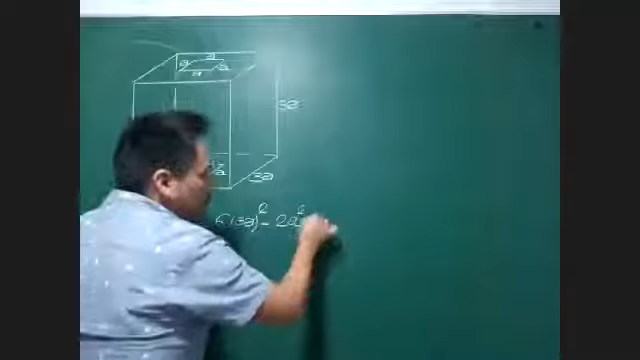 a
a a
a
3a
3a
6(3a)² - 2a²